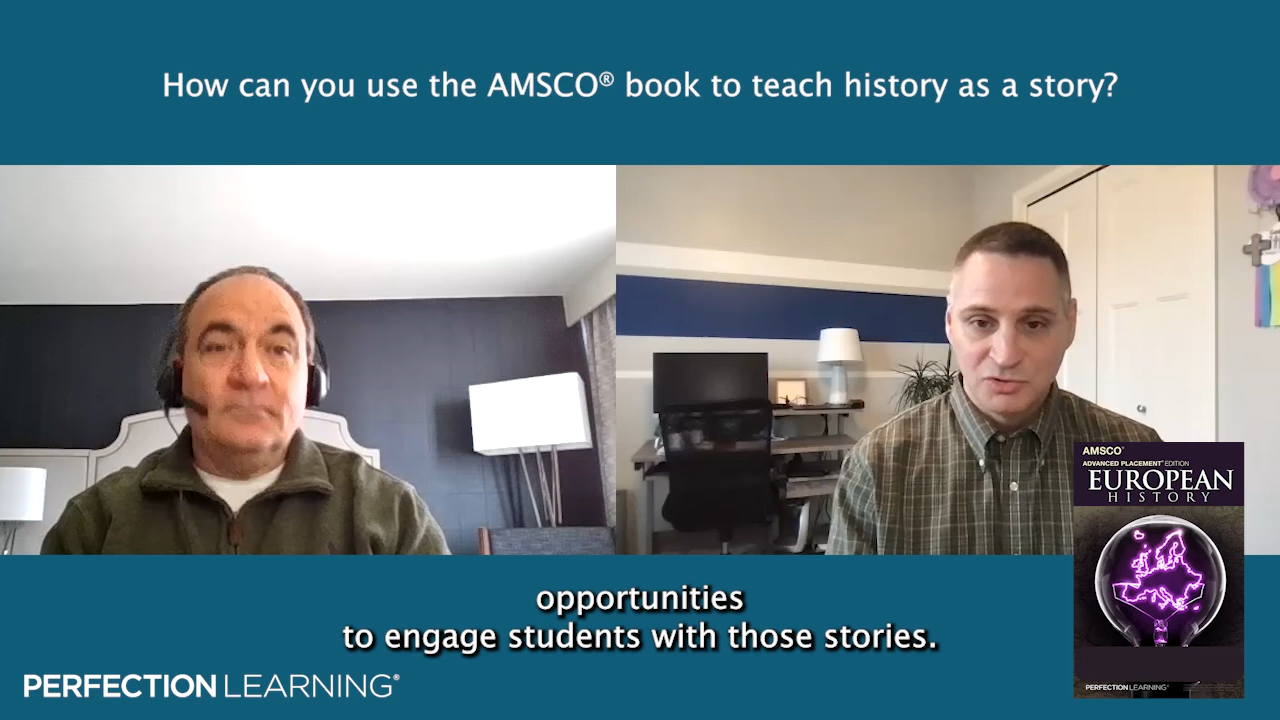 How can you use the AMSCO® book to teach history as a story?
AMSCO®
ADVANCED PLACEMENT® EDITION
EUROPEAN
HISTORY
opportunities
to engage students with those stories.
PERFECTION LEARNING®
PERFECTION LEARNING®